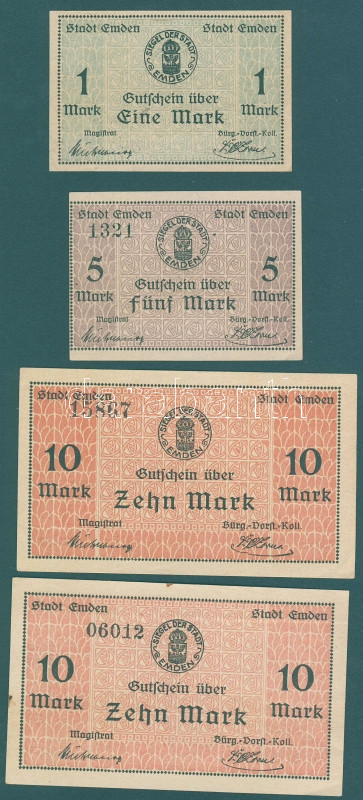 Stadt Emden Stadt Emden
SIEGEL DER STADT EMDEN
1 1
Mark Mark
Gutschein über
Eine Mark
Magistrat Bürg.-Vorst.-Koll.
Stadt Emden Stadt Emden
1321
SIEGEL DER STADT EMDEN
5 5
Mark Mark
Gutschein über
fünf Mark
Magistrat Bürg.-Vorst.-Koll.
Stadt Emden Stadt Emden
15867
SIEGEL DER STADT EMDEN
10 10
Mark Mark
Gutschein über
Zehn Mark
Magistrat Bürg.-Vorst.-Koll.
Stadt Emden Stadt Emden
06012
SIEGEL DER STADT EMDEN
10 10
Mark Mark
Gutschein über
Zehn Mark
Magistrat Bürg.-Vorst.-Koll.